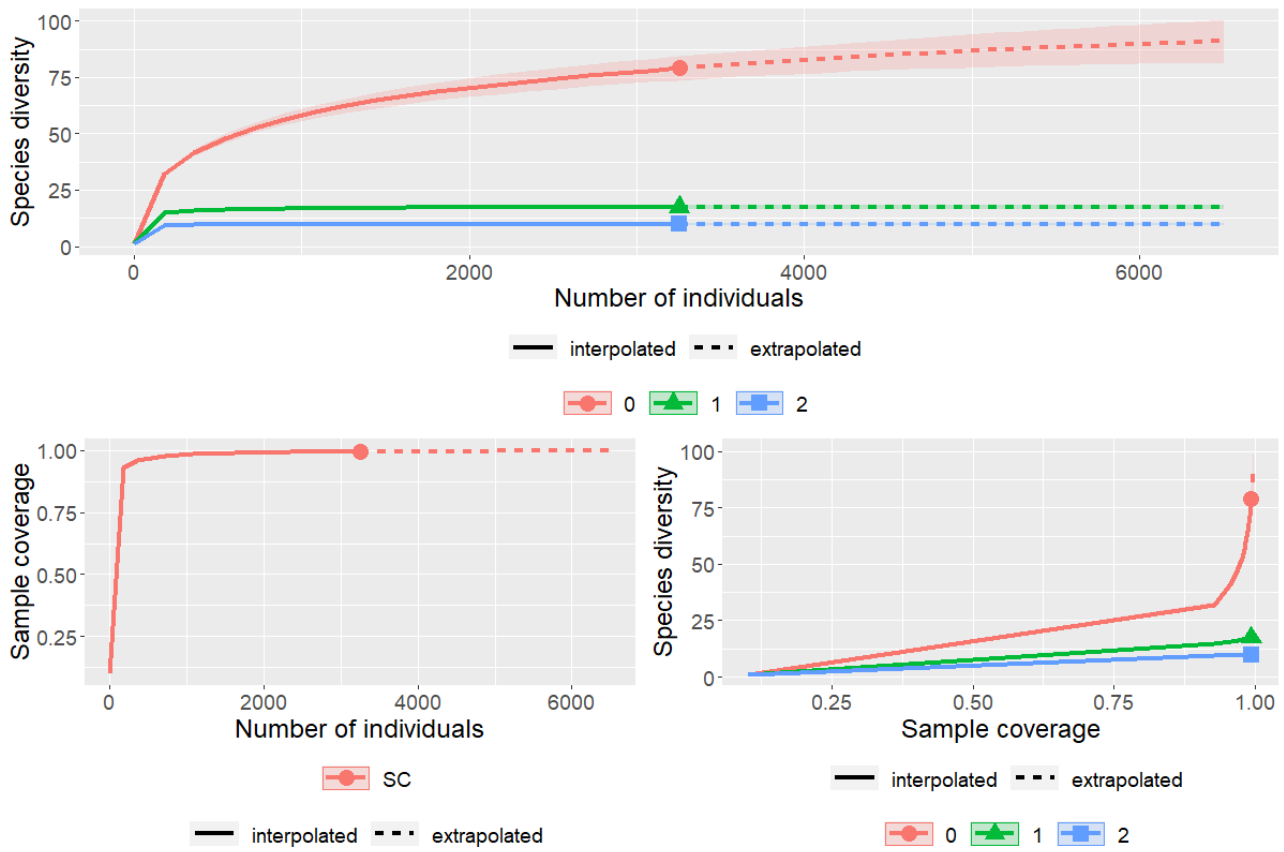 Species diversity
100
75
50
25
0
0 2000 4000 6000
Number of individuals
interpolated extrapolated
0 1 2
Sample coverage
1.00
0.75
0.50
0.25
0 2000 4000 6000
Number of individuals
SC
interpolated extrapolated
Species diversity
100
75
50
25
0
0.25 0.50 0.75 1.00
Sample coverage
interpolated extrapolated
0 1 2